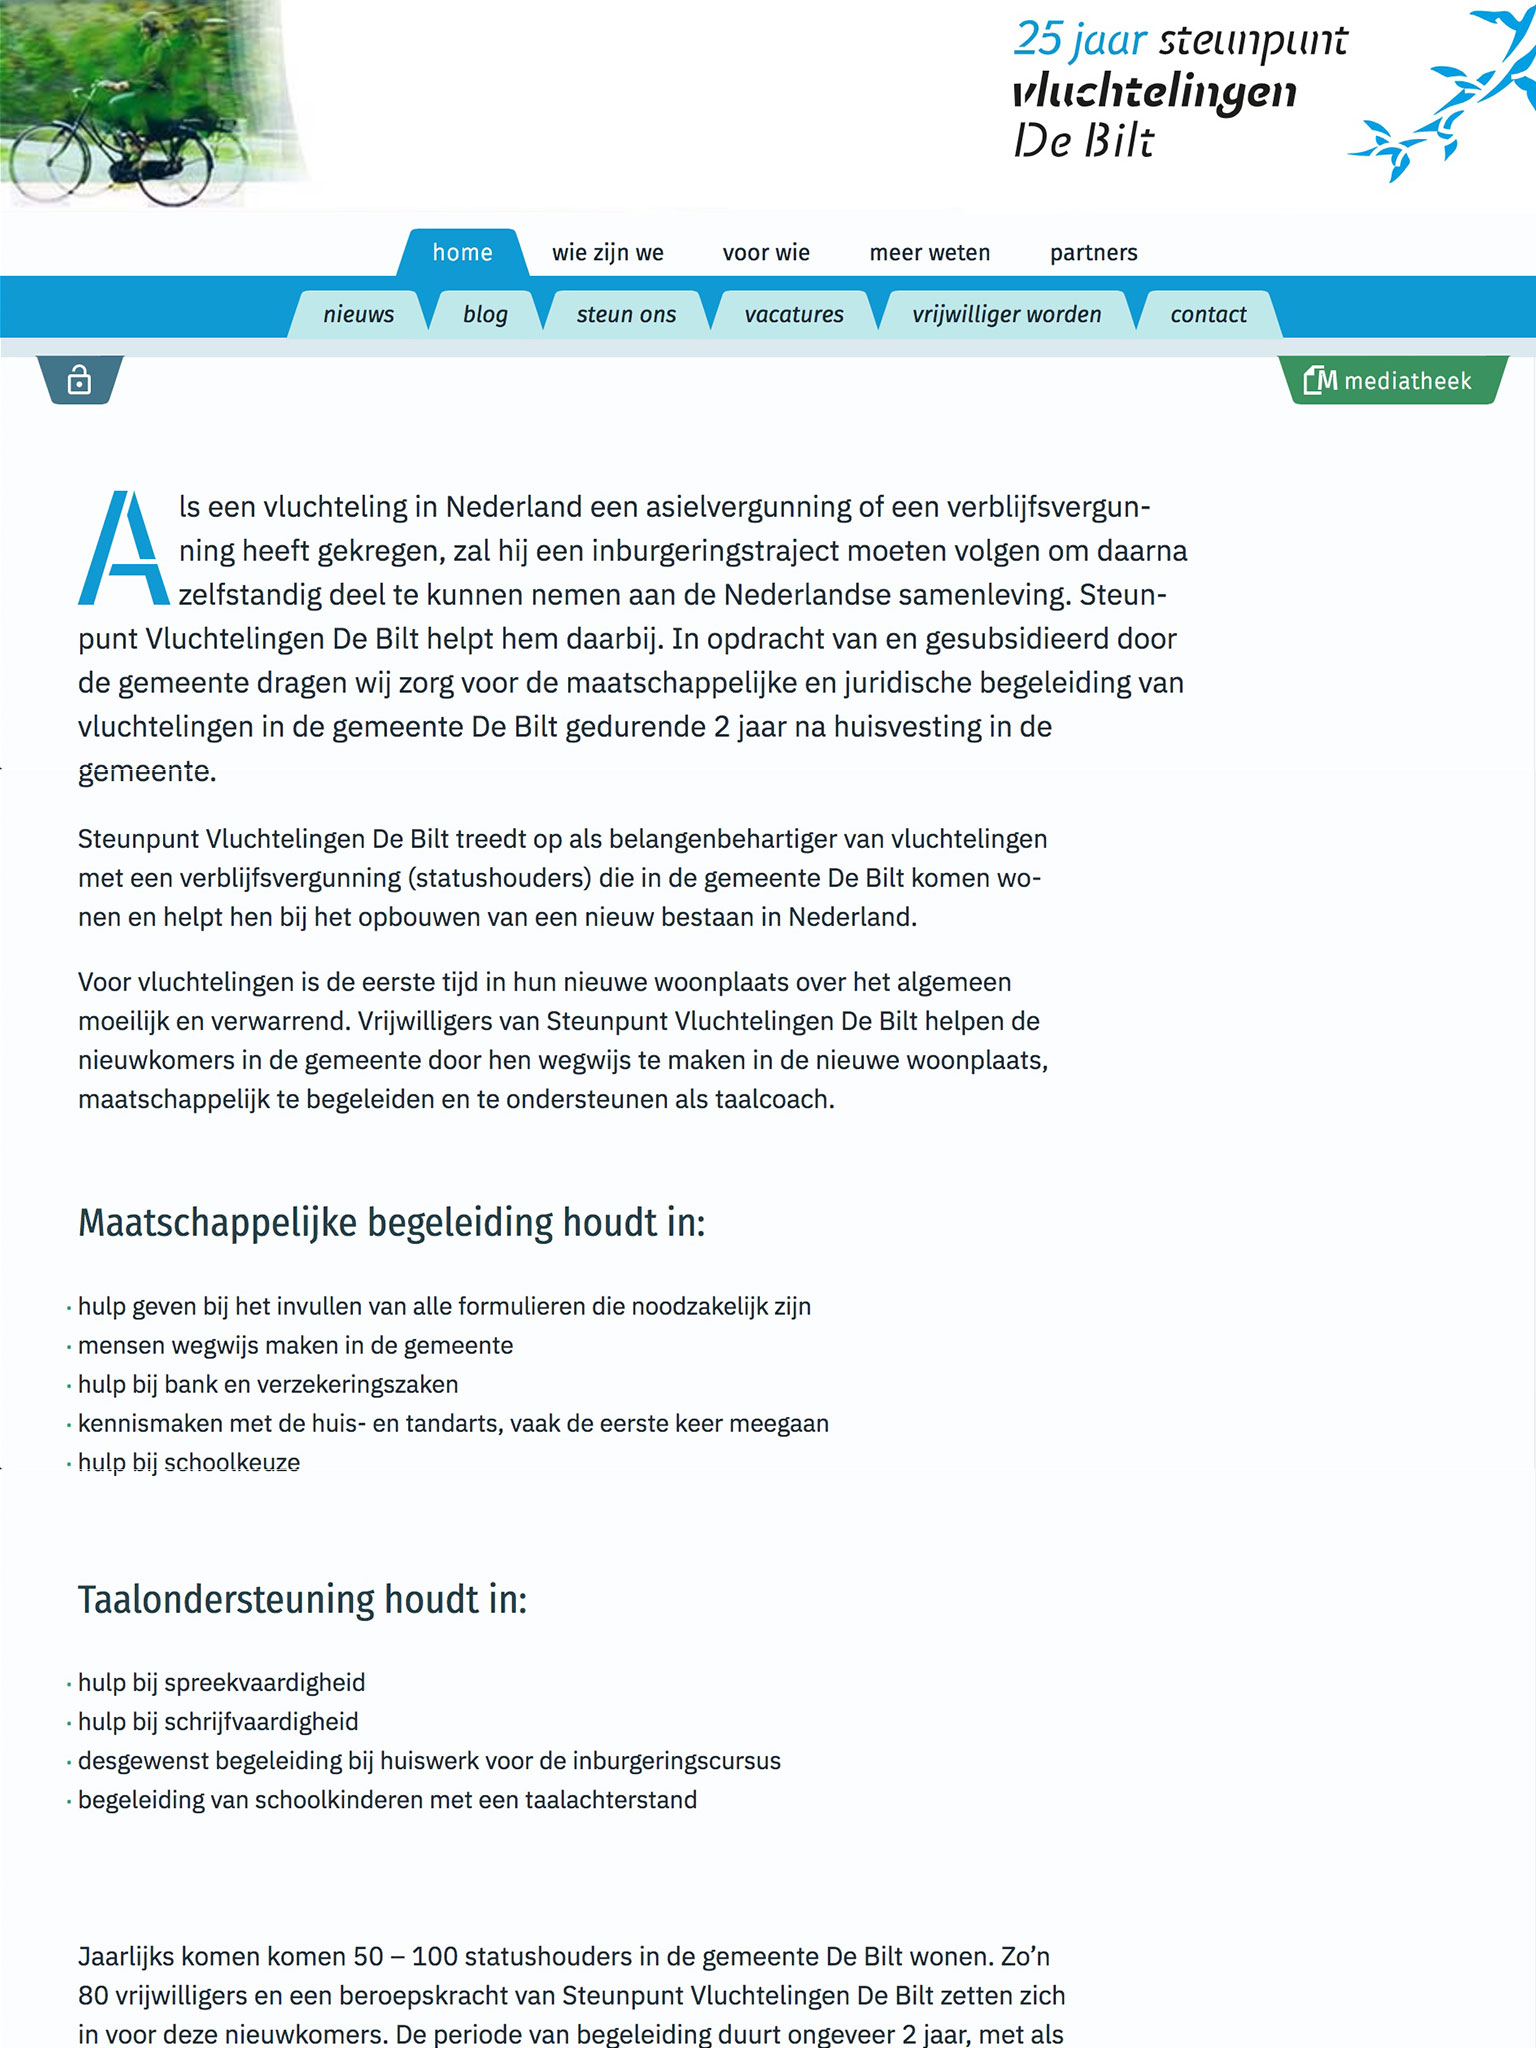 25 jaar steunpunt
vluchtelingen
De Bilt
home wie zijn we voor wie meer weten partners
nieuws blog steun ons vacatures vrijwilliger worden contact
M mediatheek
Als een vluchteling in Nederland een asielvergunning of een verblijfsvergun-
ning heeft gekregen, zal hij een inburgeringstraject moeten volgen om daarna
zelfstandig deel te kunnen nemen aan de Nederlandse samenleving. Steun-
punt Vluchtelingen De Bilt helpt hem daarbij. In opdracht van en gesubsidieerd door
de gemeente dragen wij zorg voor de maatschappelijke en juridische begeleiding van
vluchtelingen in de gemeente De Bilt gedurende 2 jaar na huisvesting in de
gemeente.
Steunpunt Vluchtelingen De Bilt treedt op als belangenbehartiger van vluchtelingen
met een verblijfsvergunning (statushouders) die in de gemeente De Bilt komen wo-
nen en helpt hen bij het opbouwen van een nieuw bestaan in Nederland.
Voor vluchtelingen is de eerste tijd in hun nieuwe woonplaats over het algemeen
moeilijk en verwarrend. Vrijwilligers van Steunpunt Vluchtelingen De Bilt helpen de
nieuwkomers in de gemeente door hen wegwijs te maken in de nieuwe woonplaats,
maatschappelijk te begeleiden en te ondersteunen als taalcoach.
Maatschappelijke begeleiding houdt in:
· hulp geven bij het invullen van alle formulieren die noodzakelijk zijn
· mensen wegwijs maken in de gemeente
· hulp bij bank en verzekeringszaken
· kennismaken met de huis- en tandarts, vaak de eerste keer meegaan
· hulp bij schoolkeuze
Taalondersteuning houdt in:
· hulp bij spreekvaardigheid
· hulp bij schrijfvaardigheid
· desgewenst begeleiding bij huiswerk voor de inburgeringscursus
· begeleiding van schoolkinderen met een taalachterstand
Jaarlijks komen komen 50 – 100 statushouders in de gemeente De Bilt wonen. Zo’n
80 vrijwilligers en een beroepskracht van Steunpunt Vluchtelingen De Bilt zetten zich
in voor deze nieuwkomers. De periode van begeleiding duurt ongeveer 2 jaar, met als